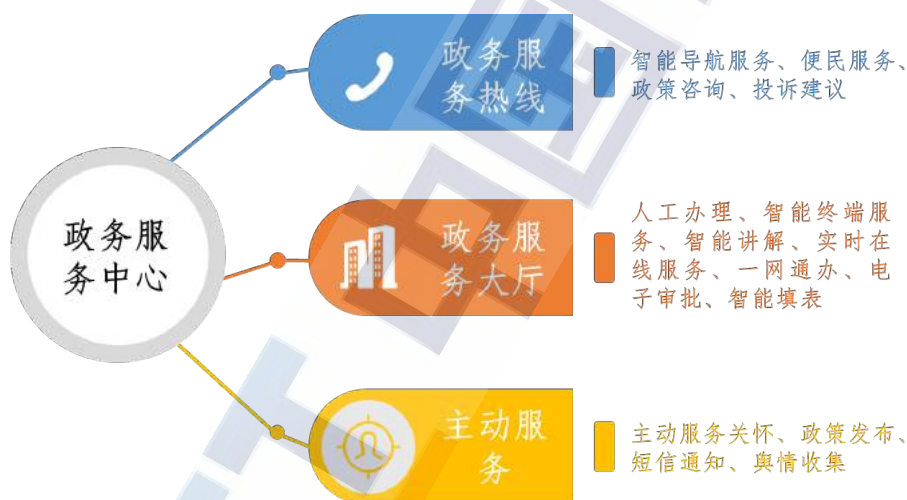 政务服
务热线
智能导航服务、便民服务、
政策咨询、投诉建议
政务服
务中心
政务服
务大厅
人工办理、智能终端服
务、智能讲解、实时在
线服务、一网通办、电
子审批、智能填表
主动服
务
主动服务关怀、政策发布、
短信通知、舆情收集